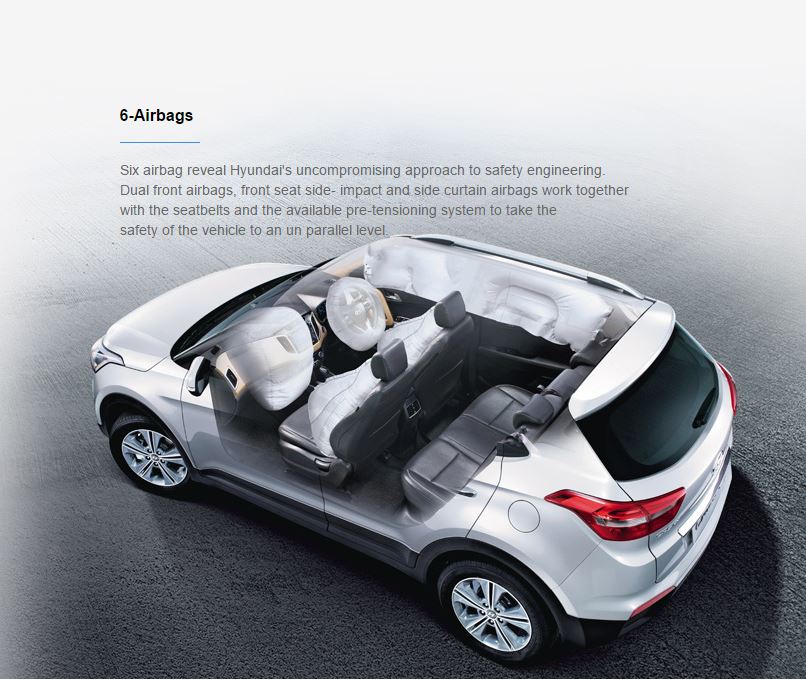 6-Airbags
Six airbag reveal Hyundai's uncompromising approach to safety engineering.
Dual front airbags, front seat side- impact and side curtain airbags work together
with the seatbelts and the available pre-tensioning system to take the
safety of the vehicle to an un parallel level.